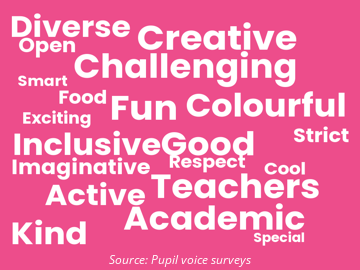 Diverse
Open Creative
Challenging
Smart
Food Fun Colourful
Exciting
Strict
Inclusive Good
Imaginative Respect Cool
Active Teachers
Academic
Kind Special
Source: Pupil voice surveys